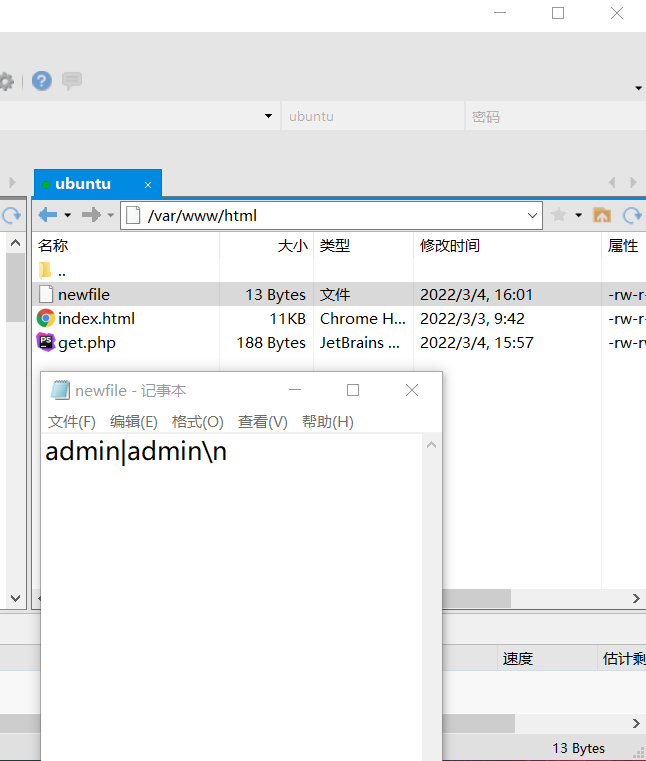 ubuntu 密码
ubuntu ×
/var/www/html
名称 大小 类型 修改时间 属性
..
newfile 13 Bytes 文件 2022/3/4, 16:01 -rw-r-
index.html 11KB Chrome H... 2022/3/3, 9:42 -rw-r-
get.php 188 Bytes JetBrains ... 2022/3/4, 15:57 -rw-rw
newfile - 记事本
文件(F) 编辑(E) 格式(O) 查看(V) 帮助(H)
admin|admin\n
速度 估计剩
13 Bytes